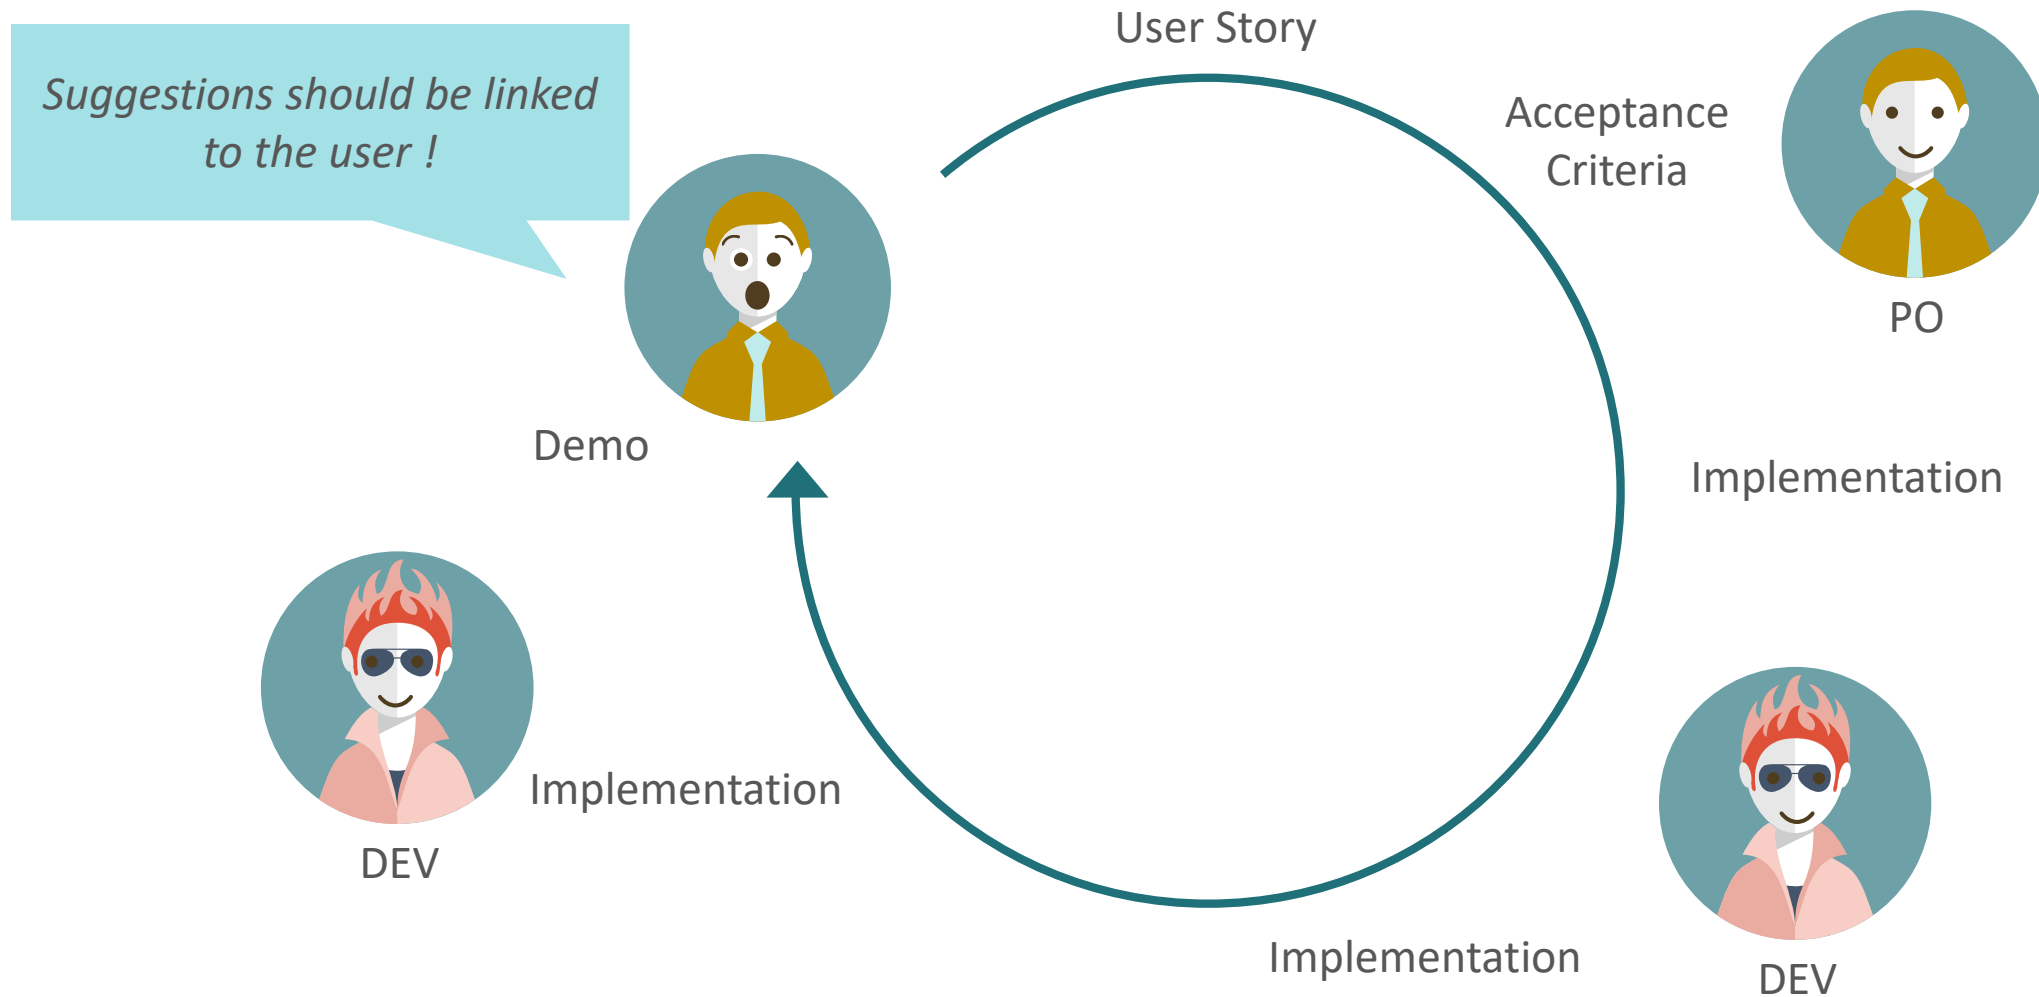 User Story
Suggestions should be linked
to the user !
Acceptance
Criteria
PO
Demo
Implementation
Implementation
DEV
Implementation
DEV